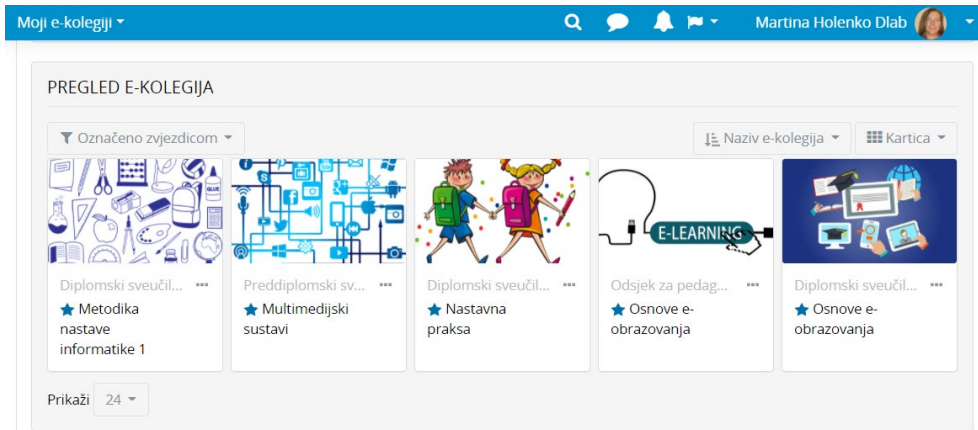 Moji e-kolegiji
Martina Holenko Dlab
PREGLED E-KOLEGIJA
Označeno zvjezdicom
Naziv e-kolegija
Kartica
GLUE
E-LEARNING
Diplomski sveučil...
Metodika
nastave
informatike 1
Preddiplomski sv...
Multimedijski
sustavi
Diplomski sveučil...
Nastavna
praksa
Odsjek za pedag...
Osnove e-
obrazovanja
Diplomski sveučil...
Osnove e-
obrazovanja
Prikaži 24